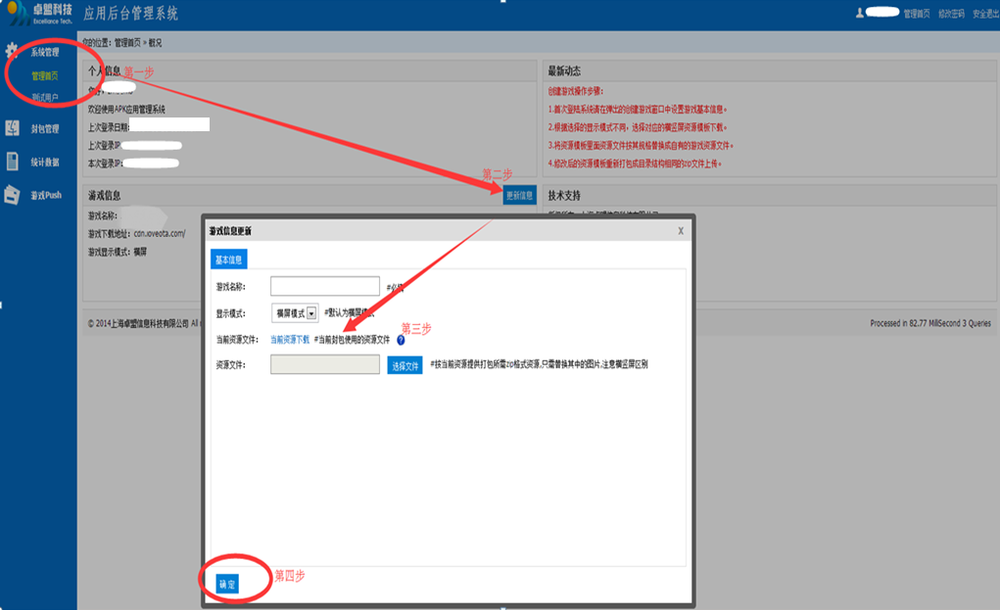 卓盟科技
Excellence Tech.
应用后台管理系统
管理首页 修改密码 安全退出
您的位置: 管理首页 » 概况
系统管理
管理首页
测试用户
封包管理
统计数据
游戏Push
个人信息
第一步
欢迎使用APK应用管理系统
上次登录日期:
上次登录IP:
本次登录IP:
最新动态
创建游戏操作步骤:
1.首次登陆系统请在弹出的创建游戏窗口中设置游戏基本信息。
2.根据选择的显示模式不同, 选择对应的横竖屏资源模板下载。
3.将资源模板里面资源文件按其规格替换成自有的游戏资源文件。
4.修改后的资源模板重新打包成目录结构相同的zip文件上传。
第二步
游戏信息
更新信息
技术支持
游戏名称:
游戏下载地址: cdn.joveota.com/
游戏显示模式: 横屏
游戏信息更新
X
基本信息
游戏名称:
#必填
显示模式:
横屏模式
#默认为横屏
第三步
当前资源文件: 当前资源下载 #当前封包使用的资源文件 ?
资源文件:
选择文件
#按当前资源提供打包所需zip格式资源,只需替换其中的图片,注意横竖屏区别
© 2014上海卓盟信息科技有限公司 All
Processed in 82.77 MilliSecond 3 Queries
第四步
确 定